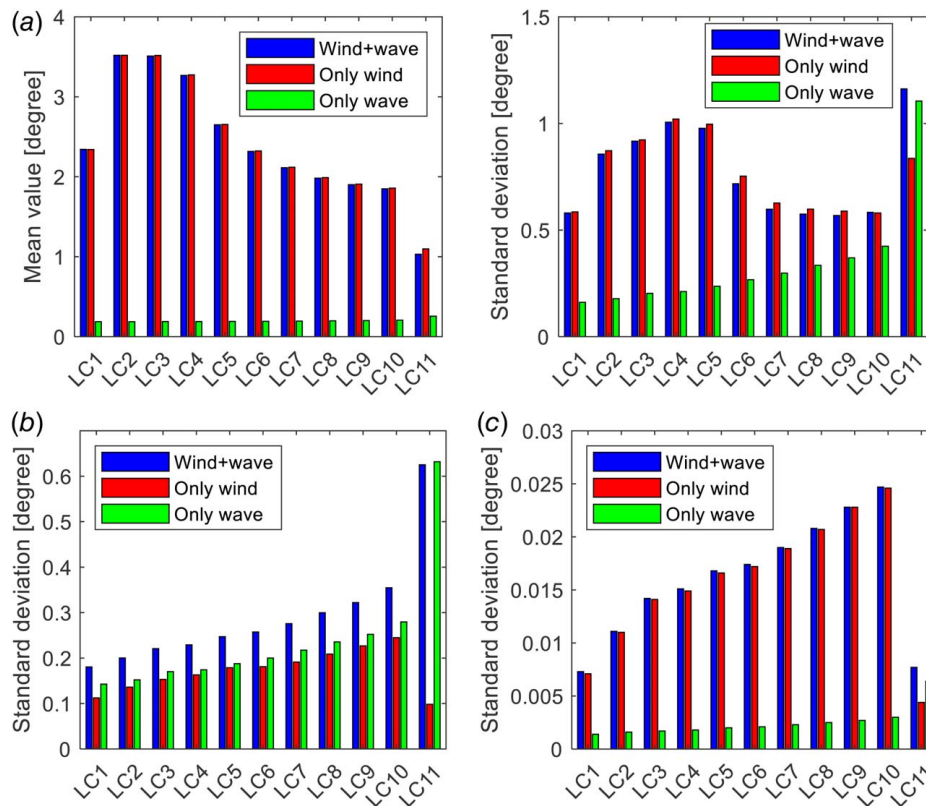 (a)
Mean value [degree]
4
3
2
1
0
Wind+wave
Only wind
Only wave
LC1 LC2 LC3 LC4 LC5 LC6 LC7 LC8 LC9 LC10 LC11
Standard deviation [degree]
1.5
1
0.5
0
Wind+wave
Only wind
Only wave
LC1 LC2 LC3 LC4 LC5 LC6 LC7 LC8 LC9 LC10 LC11
(b)
Standard deviation [degree]
0.6
0.5
0.4
0.3
0.2
0.1
0
Wind+wave
Only wind
Only wave
LC1 LC2 LC3 LC4 LC5 LC6 LC7 LC8 LC9 LC10 LC11
(c)
Standard deviation [degree]
0.03
0.025
0.02
0.015
0.01
0.005
0
Wind+wave
Only wind
Only wave
LC1 LC2 LC3 LC4 LC5 LC6 LC7 LC8 LC9 LC10 LC11